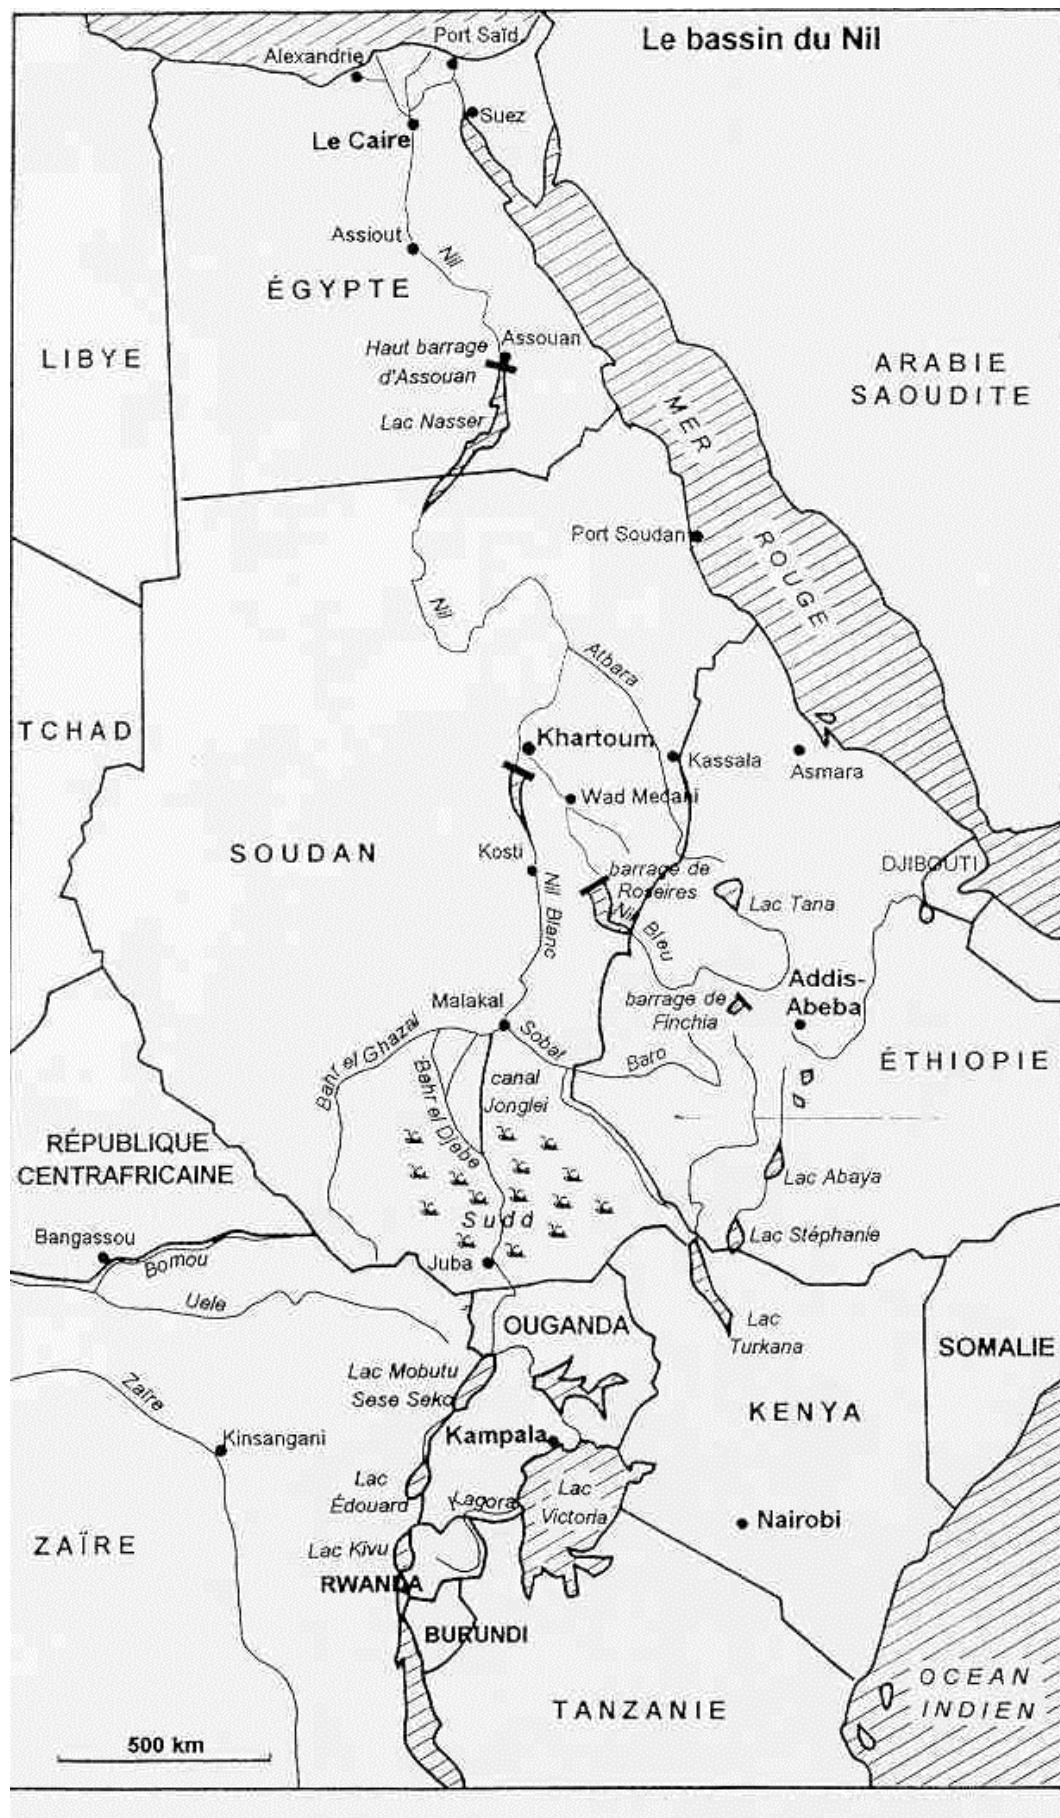 Le bassin du Nil
Port Saïd
Alexandrie
Suez
Le Caire
Assiout
Nil
ÉGYPTE
LIBYE
Assouan
Haut barrage
d'Assouan
ARABIE
SAOUDITE
Lac Nasser
MER
ROUGE
Port Soudan
Nil
Atbara
TCHAD
Khartoum
Kassala
Asmara
Wad Medani
SOUDAN
Kosti
DJIBOUTI
barrage de
Roseires
Nil Blanc
Lac Tana
Nil
Bleu
Addis-
Abeba
Malakal
barrage de
Finchia
Bahr el Ghazal
Sobat
Baro
ÉTHIOPIE
Bahr el Djebe
canal
Jonglei
RÉPUBLIQUE
CENTRAFRICAINE
Lac Abaya
Sudd
Bangassou
Lac Stéphanie
Juba
Bomou
Uele
OUGANDA
Lac
Turkana
SOMALIE
Lac Mobutu
Sese Seko
Zaïre
KENYA
Kinsangani
Kampala
Lac
Édouard
Kagora
Lac
Victoria
Nairobi
ZAÏRE
Lac Kivu
RWANDA
BURUNDI
OCEAN
INDIEN
TANZANIE
500 km